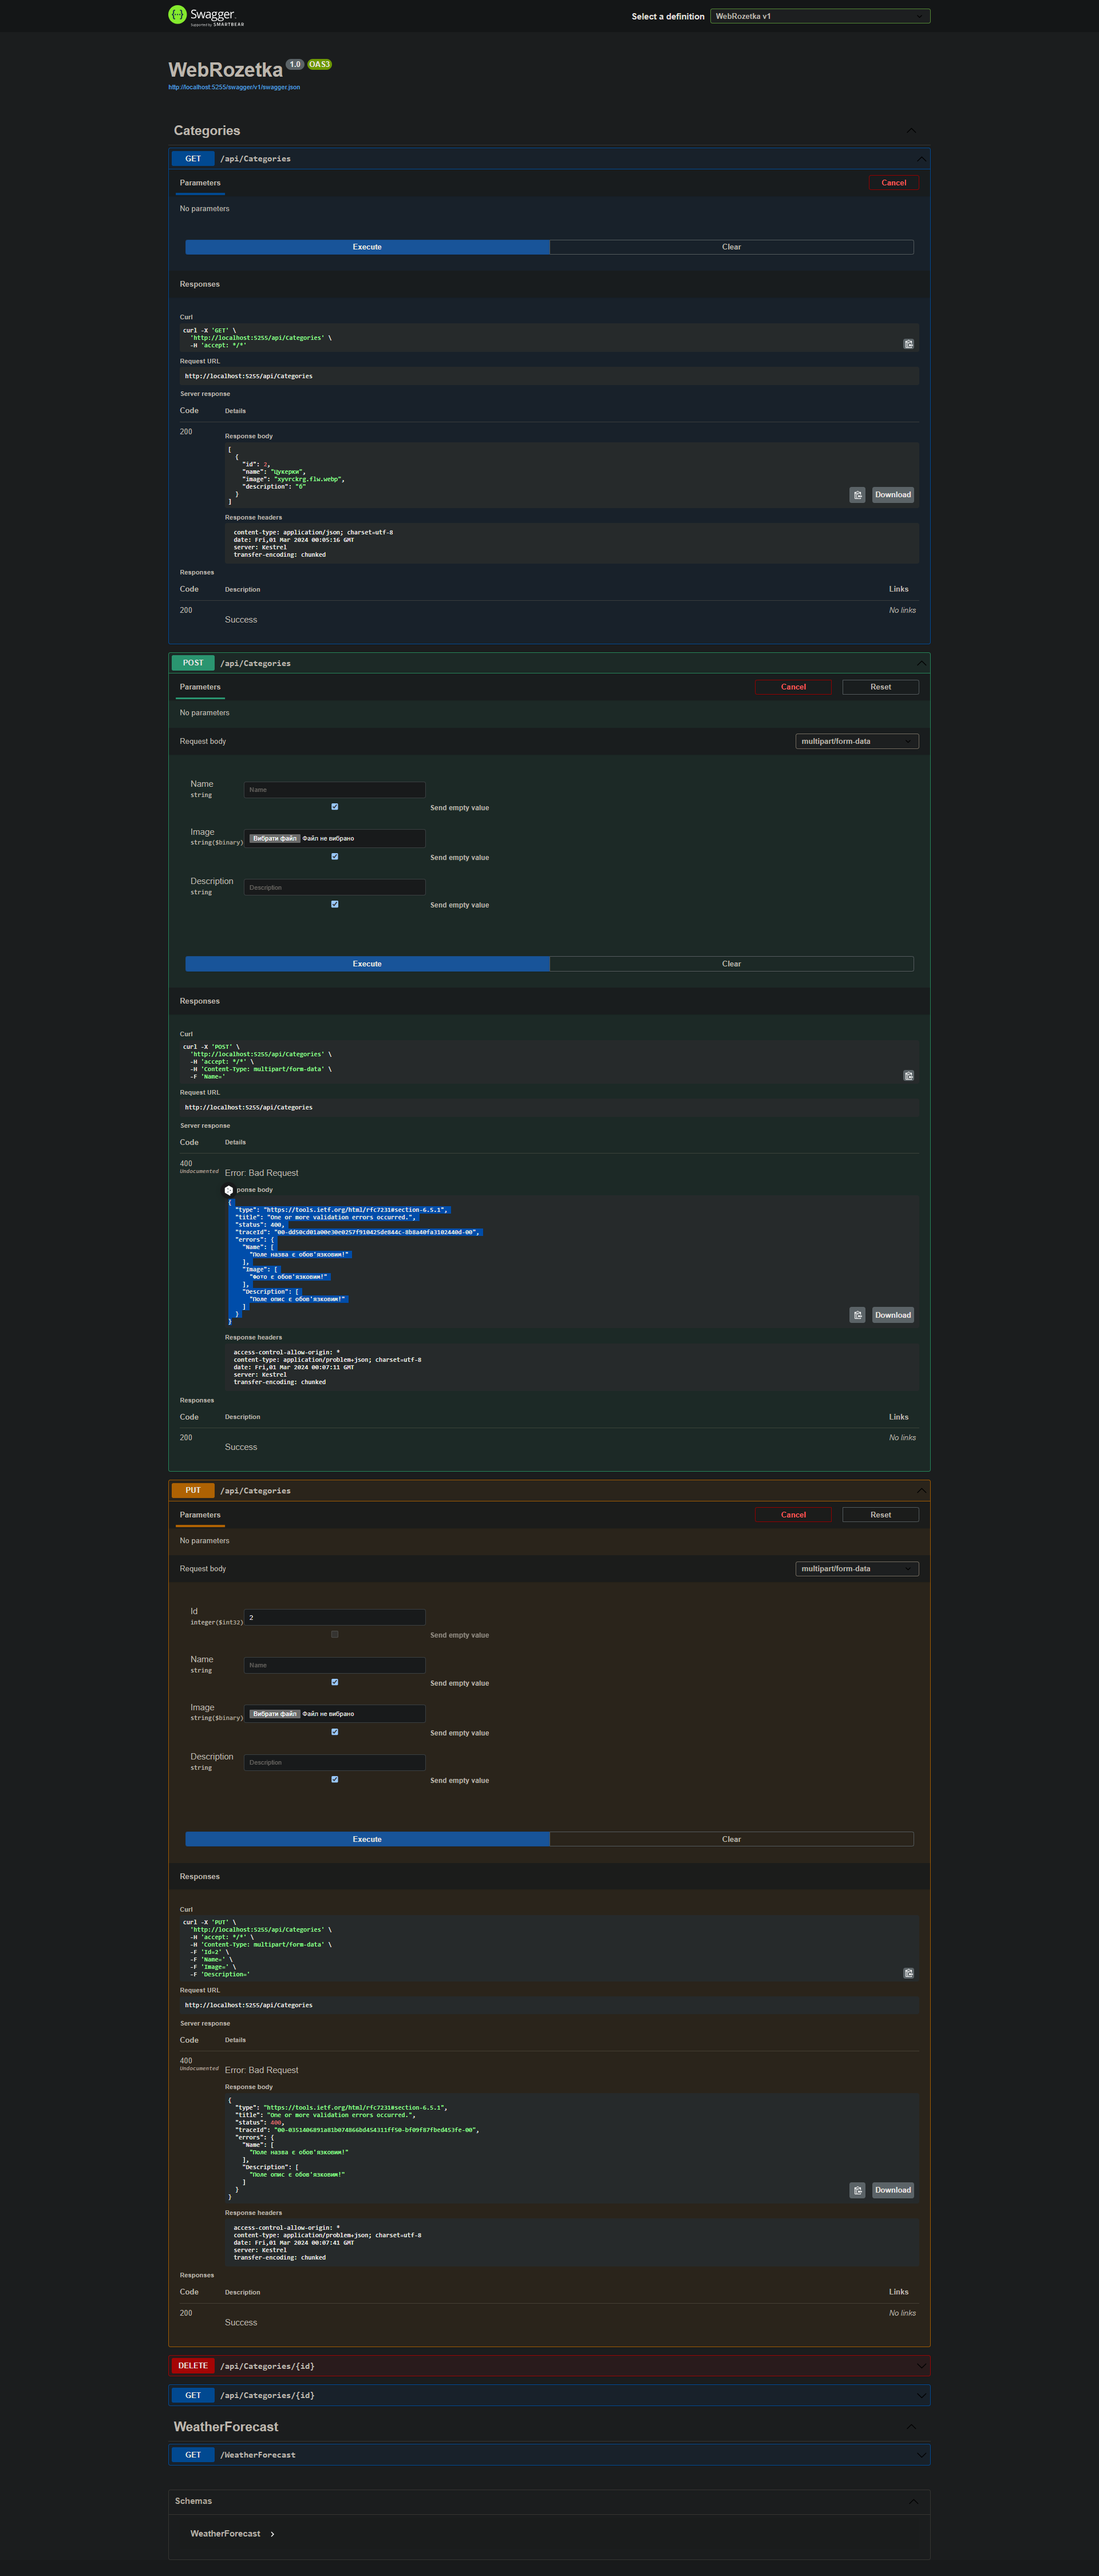 Swagger
Supported by SMARTBEAR
Select a definition
WebRozetka v1
WebRozetka 1.0 OAS3
http://localhost:5255/swagger/v1/swagger.json
Categories
GET /api/Categories
Parameters
Cancel
No parameters
Execute
Clear
Responses
Curl
curl -X 'GET' \
'http://localhost:5255/api/Categories' \
-H 'accept: */*'
Request URL
http://localhost:5255/api/Categories
Server response
Code Details
200
Response body
[
{
"id": 2,
"name": "Цукерки",
"image": "xyvrckrg.flw.webp",
"description": "6"
}
]
Download
Response headers
content-type: application/json; charset=utf-8
date: Fri,01 Mar 2024 00:05:16 GMT
server: Kestrel
transfer-encoding: chunked
Responses
Code Description Links
200 No links
Success
POST /api/Categories
Parameters
Cancel Reset
No parameters
Request body
multipart/form-data
Name
string
Name
Send empty value
Image
string($binary)
Вибрати файл Файл не вибрано
Send empty value
Description
string
Description
Send empty value
Execute
Clear
Responses
Curl
curl -X 'POST' \
'http://localhost:5255/api/Categories' \
-H 'accept: */*' \
-H 'Content-Type: multipart/form-data' \
-F 'Name='
Request URL
http://localhost:5255/api/Categories
Server response
Code Details
400
Undocumented
Error: Bad Request
ponse body
{
"type": "https://tools.ietf.org/html/rfc7231#section-6.5.1",
"title": "One or more validation errors occurred.",
"status": 400,
"traceId": "00-dd50cd01a00e30e0257f910425de844c-8b8a40fa3102440d-00",
"errors": {
"Name": [
"Поле назва є обов'язковим!"
],
"Image": [
"Фото є обов'язковим!"
],
"Description": [
"Поле опис є обов'язковим!"
]
}
}
Download
Response headers
access-control-allow-origin: *
content-type: application/problem+json; charset=utf-8
date: Fri,01 Mar 2024 00:07:11 GMT
server: Kestrel
transfer-encoding: chunked
Responses
Code Description Links
200 No links
Success
PUT /api/Categories
Parameters
Cancel Reset
No parameters
Request body
multipart/form-data
Id
integer($int32)
2
Send empty value
Name
string
Name
Send empty value
Image
string($binary)
Вибрати файл Файл не вибрано
Send empty value
Description
string
Description
Send empty value
Execute
Clear
Responses
Curl
curl -X 'PUT' \
'http://localhost:5255/api/Categories' \
-H 'accept: */*' \
-H 'Content-Type: multipart/form-data' \
-F 'Id=2' \
-F 'Name=' \
-F 'Image=' \
-F 'Description='
Request URL
http://localhost:5255/api/Categories
Server response
Code Details
400
Undocumented
Error: Bad Request
Response body
{
"type": "https://tools.ietf.org/html/rfc7231#section-6.5.1",
"title": "One or more validation errors occurred.",
"status": 400,
"traceId": "00-0351406091a81b074866bd454311ff50-bf09f87fbed453fe-00",
"errors": {
"Name": [
"Поле назва є обов'язковим!"
],
"Description": [
"Поле опис є обов'язковим!"
]
}
}
Download
Response headers
access-control-allow-origin: *
content-type: application/problem+json; charset=utf-8
date: Fri,01 Mar 2024 00:07:41 GMT
server: Kestrel
transfer-encoding: chunked
Responses
Code Description Links
200 No links
Success
DELETE /api/Categories/{id}
GET /api/Categories/{id}
WeatherForecast
GET /WeatherForecast
Schemas
WeatherForecast